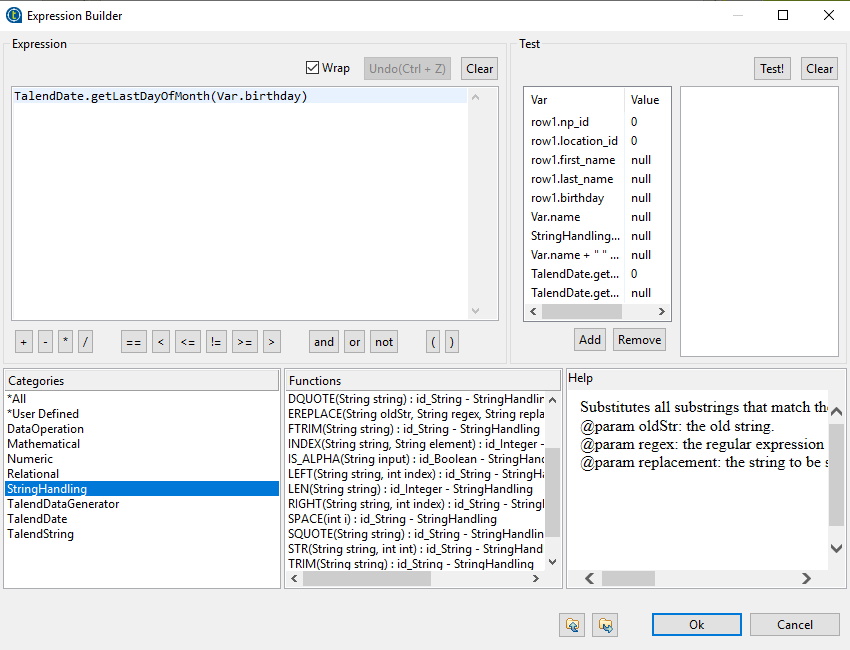 Expression Builder
Expression
Wrap
Undo(Ctrl + Z)
Clear
TalendDate.getLastDayOfMonth(Var.birthday)
+ - * / == < <= != >= > and or not ( )
Test
Test!
Clear
Var Value
row1.np_id 0
row1.location_id 0
row1.first_name null
row1.last_name null
row1.birthday null
Var.name null
StringHandling... null
Var.name + " " ... null
TalendDate.get... 0
TalendDate.get... null
Add
Remove
Categories
*All
*User Defined
DataOperation
Mathematical
Numeric
Relational
StringHandling
TalendDataGenerator
TalendDate
TalendString
Functions
DQUOTE(String string) : id_String - StringHandlin
EREPLACE(String oldStr, String regex, String repla
FTRIM(String string) : id_String - StringHandling
INDEX(String string, String element) : id_Integer -
IS_ALPHA(String input) : id_Boolean - StringHand
LEFT(String string, int index) : id_String - StringHa
LEN(String string) : id_Integer - StringHandling
RIGHT(String string, int index) : id_String - StringH
SPACE(int i) : id_String - StringHandling
SQUOTE(String string) : id_String - StringHandling
STR(String string, int int) : id_String - StringHand
TRIM(String string) : id_String - StringHandling
Help
Substitutes all substrings that match the
@param oldStr: the old string.
@param regex: the regular expression
@param replacement: the string to be s
Ok
Cancel